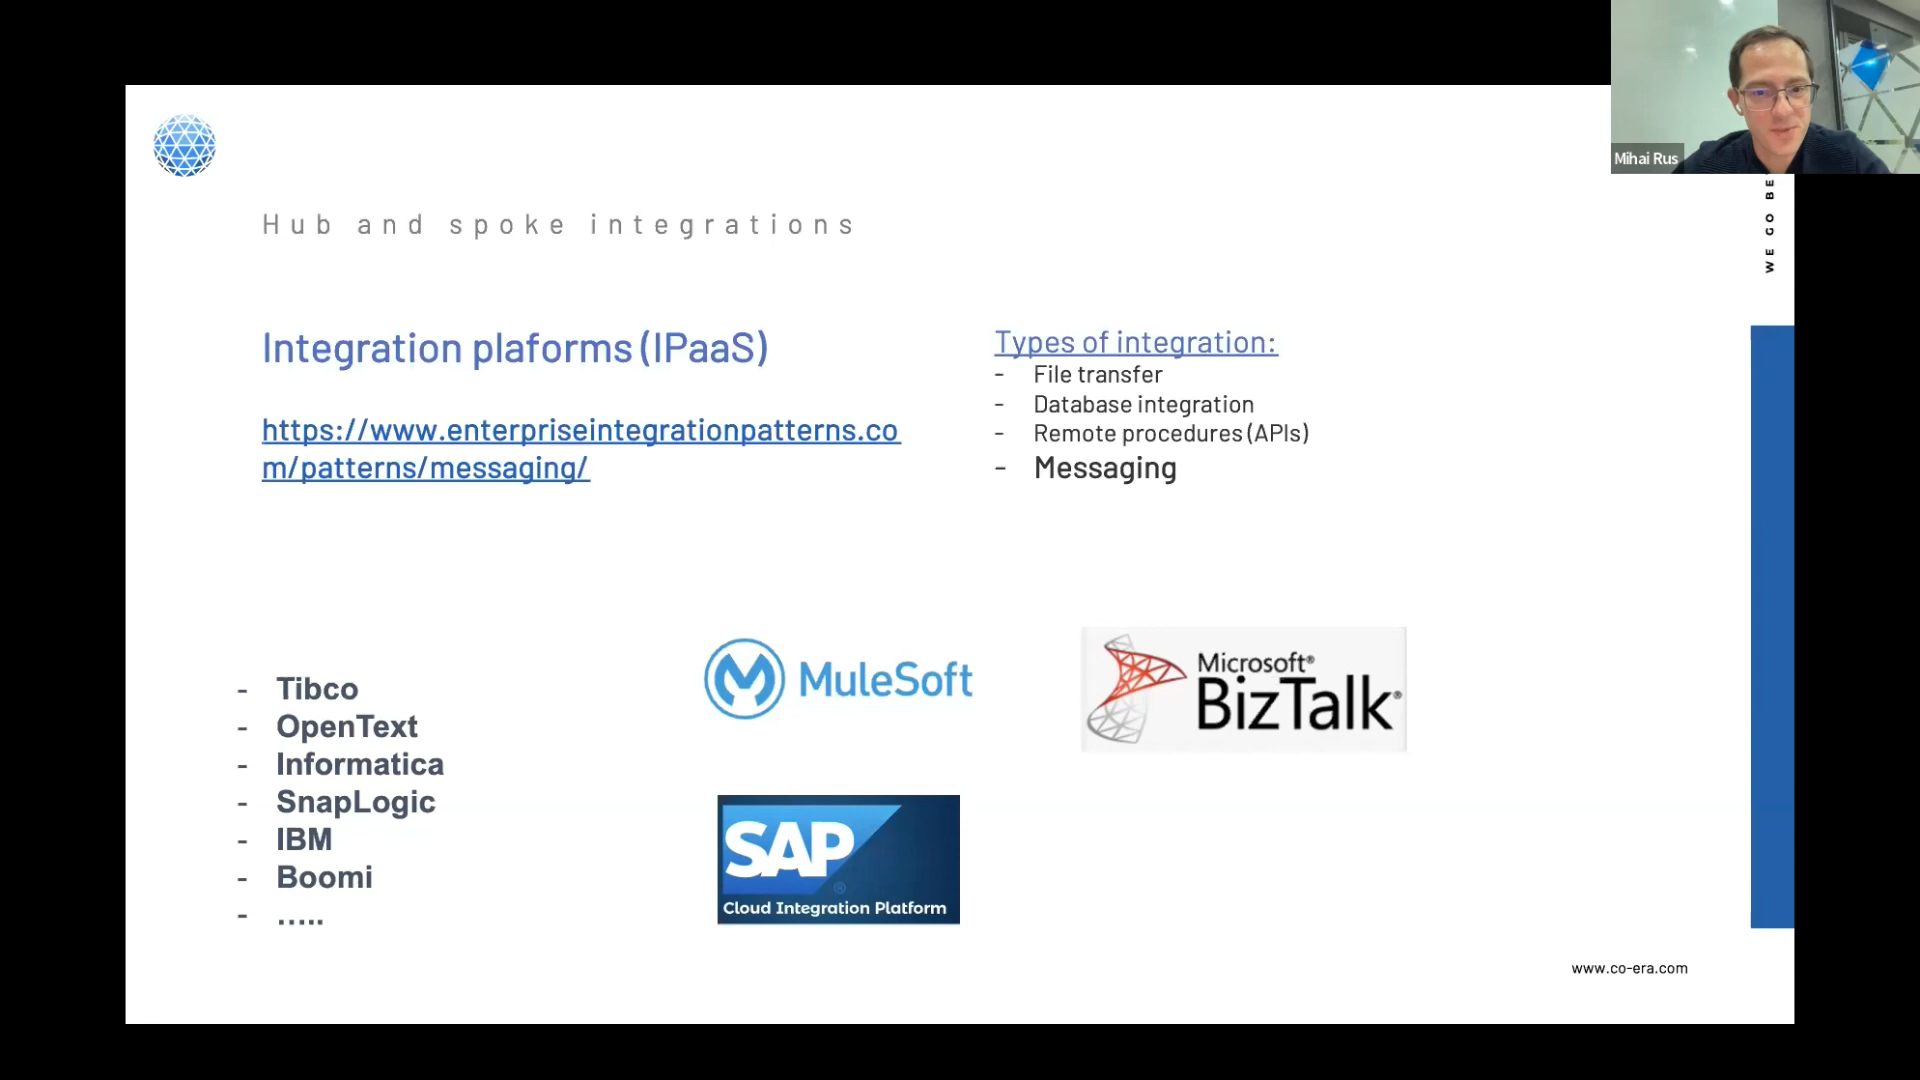 Mihai Rus
WE GO BE
Hub and spoke integrations
Integration plaforms (IPaaS)
https://www.enterpriseintegrationpatterns.co
m/patterns/messaging/
Types of integration:
- File transfer
- Database integration
- Remote procedures (APIs)
- Messaging
- Tibco
- OpenText
- Informatica
- SnapLogic
- IBM
- Boomi
- .....
MuleSoft
Microsoft®
BizTalk®
SAP®
Cloud Integration Platform
www.co-era.com